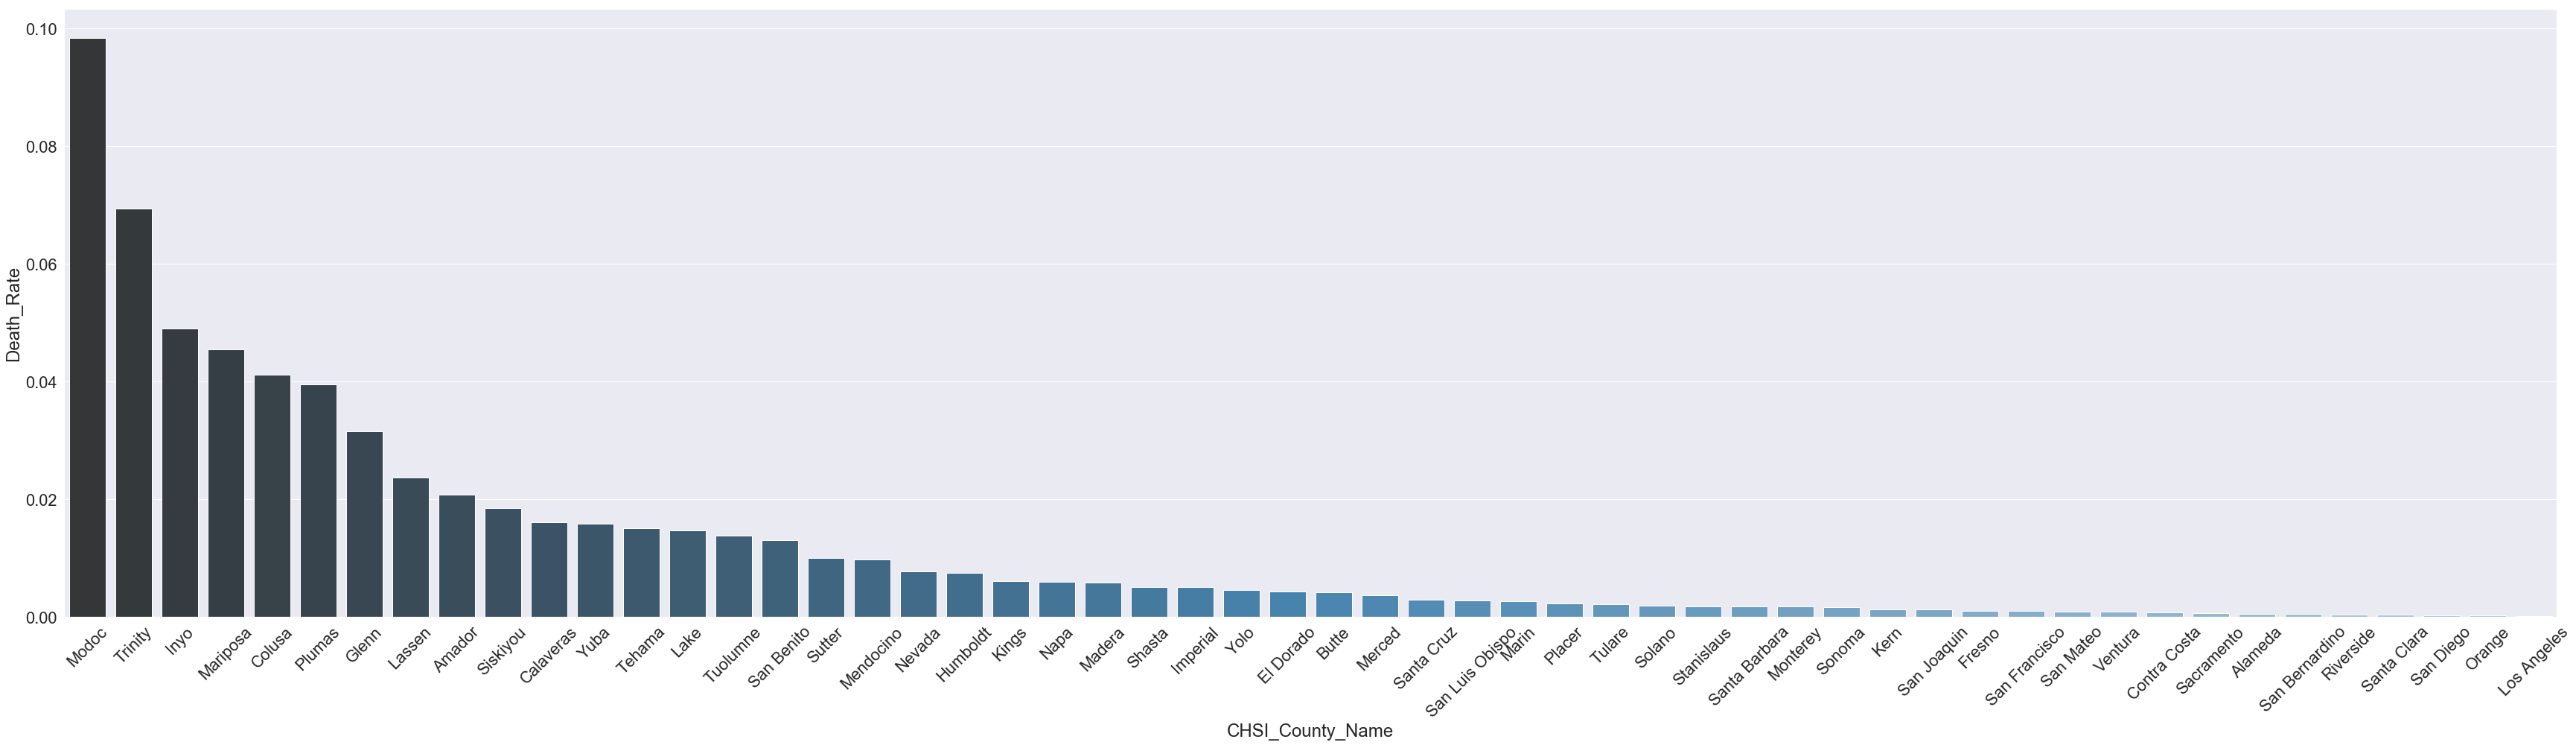 0.10
0.08
0.06
0.04
0.02
0.00
Death_Rate
Modoc
Trinity
Inyo
Mariposa
Colusa
Plumas
Glenn
Lassen
Amador
Siskiyou
Calaveras
Yuba
Tehama
Lake
Tuolumne
San Benito
Sutter
Mendocino
Nevada
Humboldt
Kings
Napa
Madera
Shasta
Imperial
Yolo
El Dorado
Butte
Merced
Santa Cruz
San Luis Obispo
Marin
Placer
Tulare
Solano
Stanislaus
Santa Barbara
Monterey
Sonoma
Kern
San Joaquin
Fresno
San Francisco
San Mateo
Ventura
Contra Costa
Sacramento
Alameda
San Bernardino
Riverside
Santa Clara
San Diego
Orange
Los Angeles
CHSI_County_Name